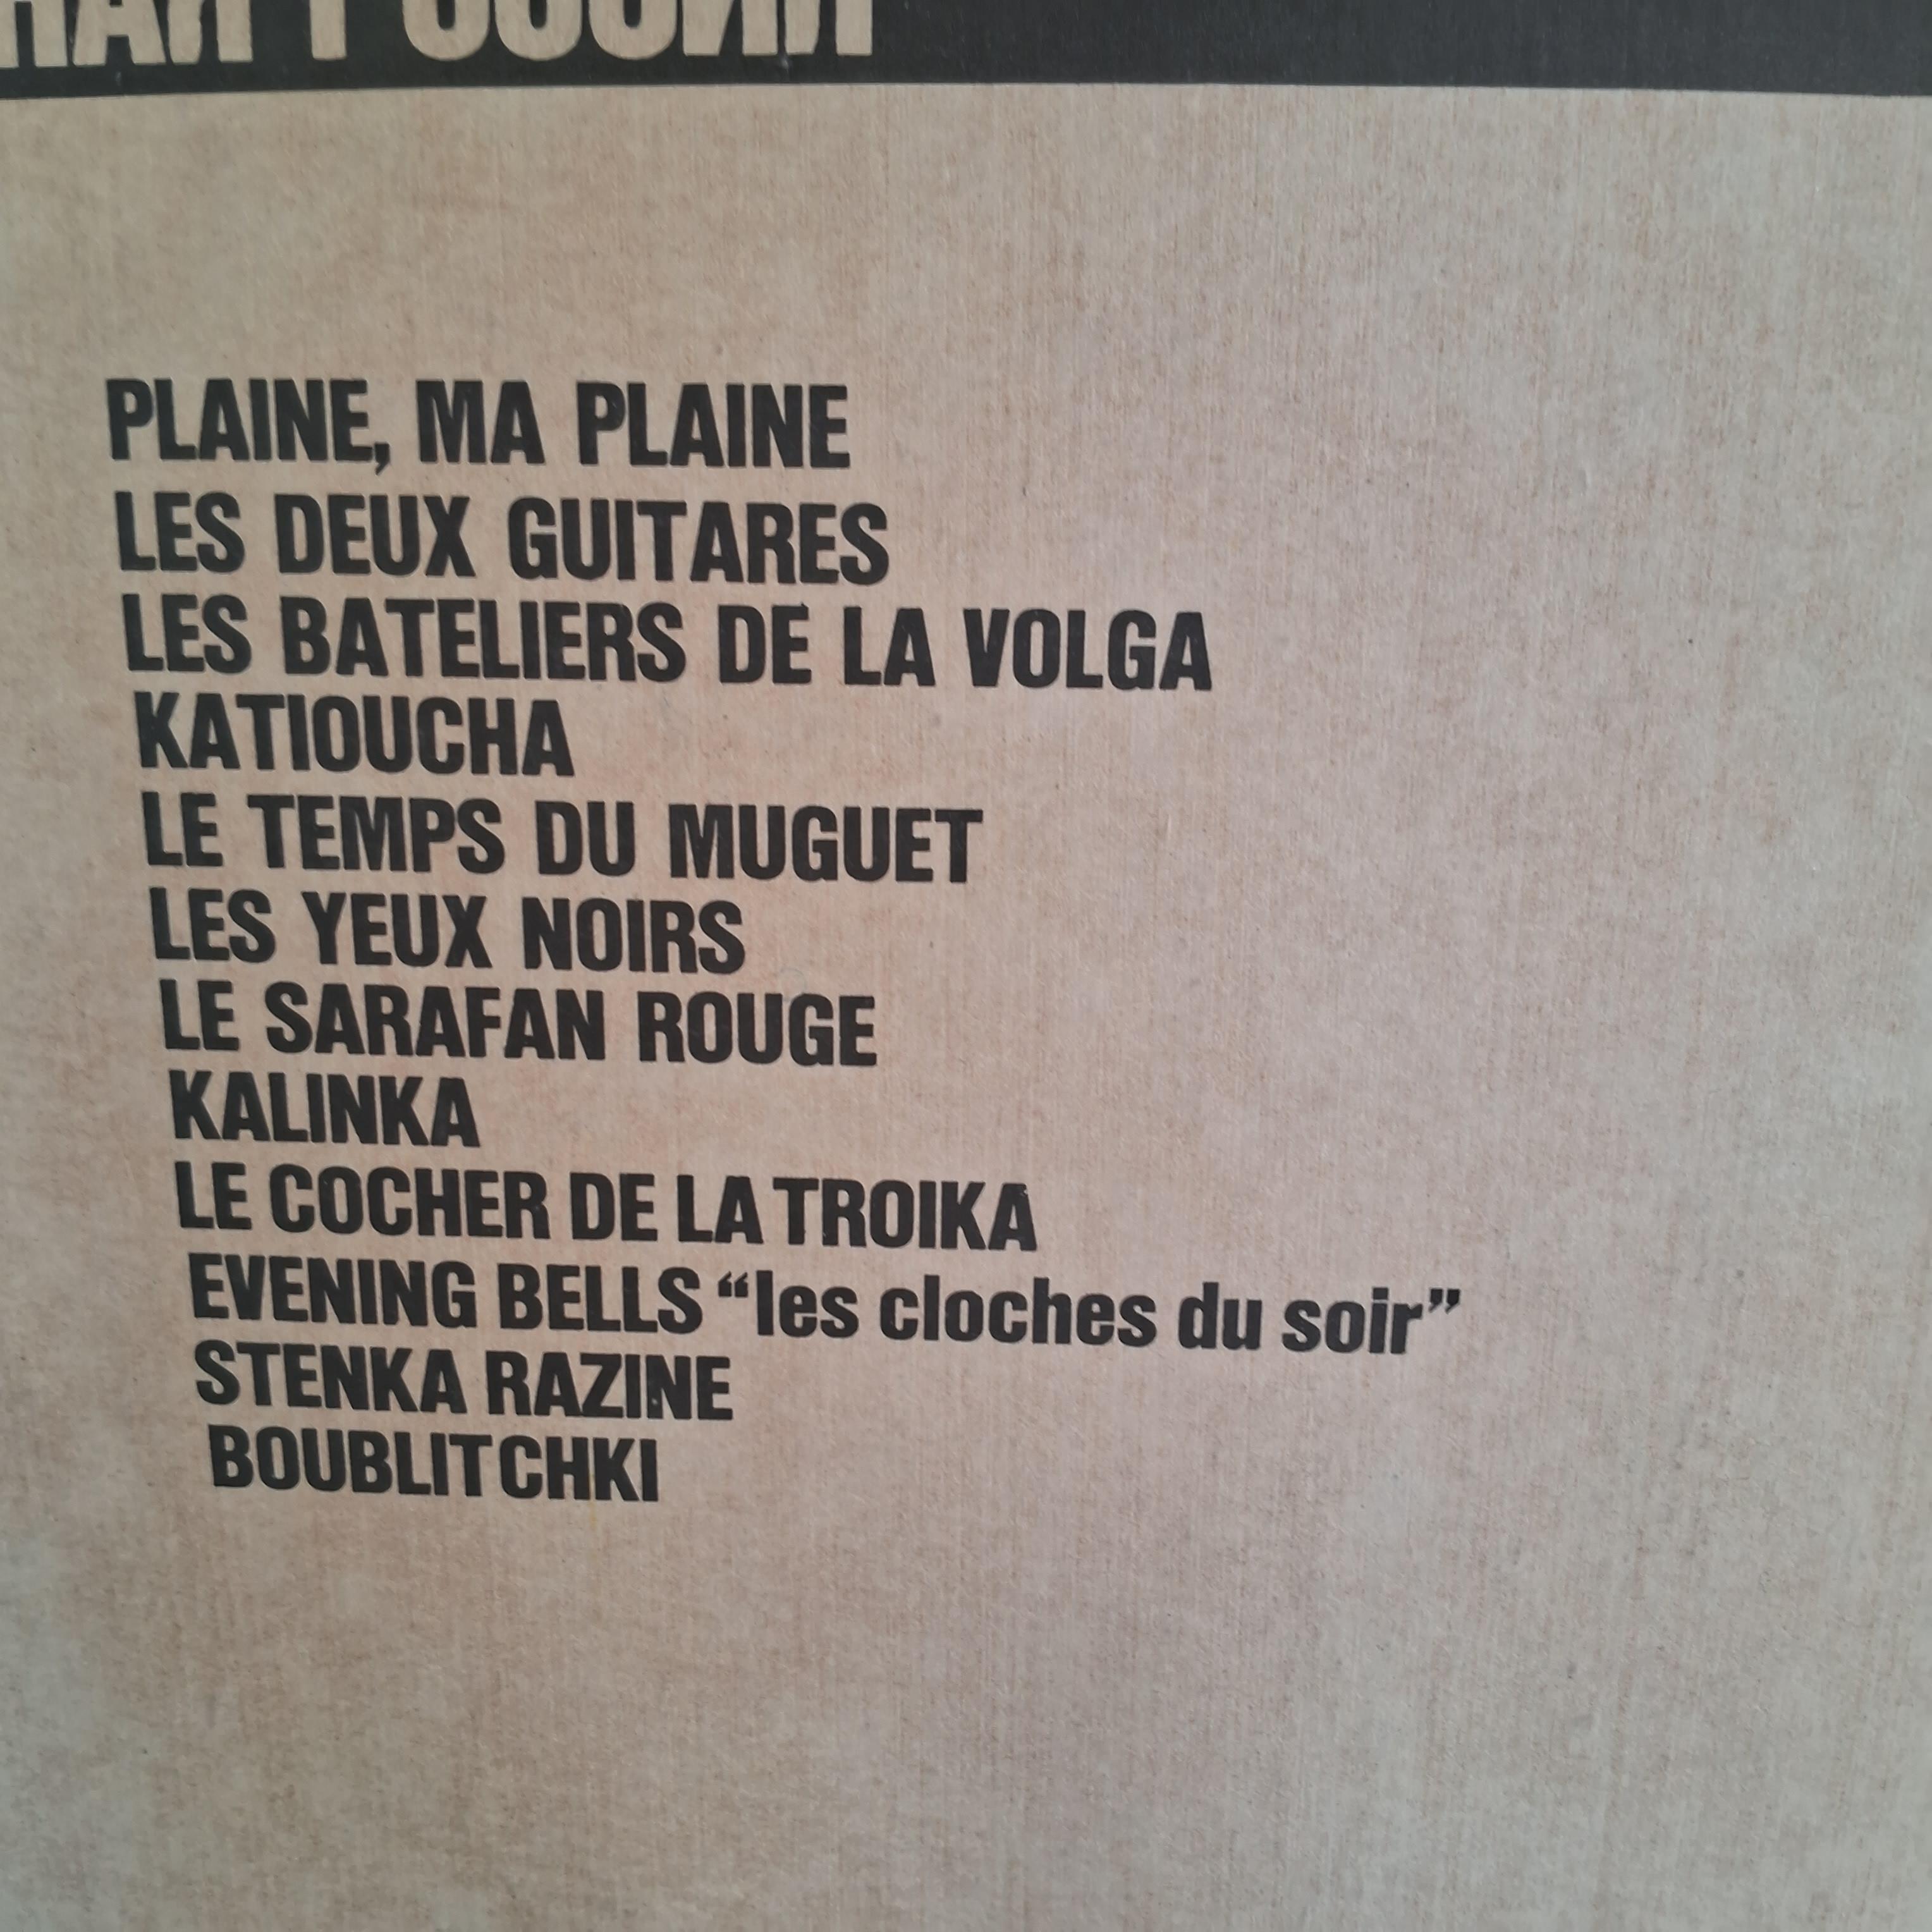 PLAINE, MA PLAINE
LES DEUX GUITARES
LES BATELIERS DE LA VOLGA
KATIOUCHA
LE TEMPS DU MUGUET
LES YEUX NOIRS
LE SARAFAN ROUGE
KALINKA
LE COCHER DE LA TROIKA
EVENING BELLS “les cloches du soir”
STENKA RAZINE
BOUBLITCHKI